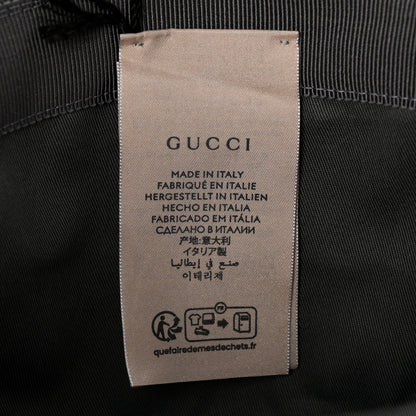 GUCCI
MADE IN ITALY
FABRIQUÉ EN ITALIE
HERGESTELLT IN ITALIEN
HECHO EN ITALIA
FABRICADO EM ITÁLIA
СДЕЛАНО В ИТАЛИИ
产地:意大利
イタリア製
صنع في إيطاليا
이태리제
FR
quefairedemesdechets.fr